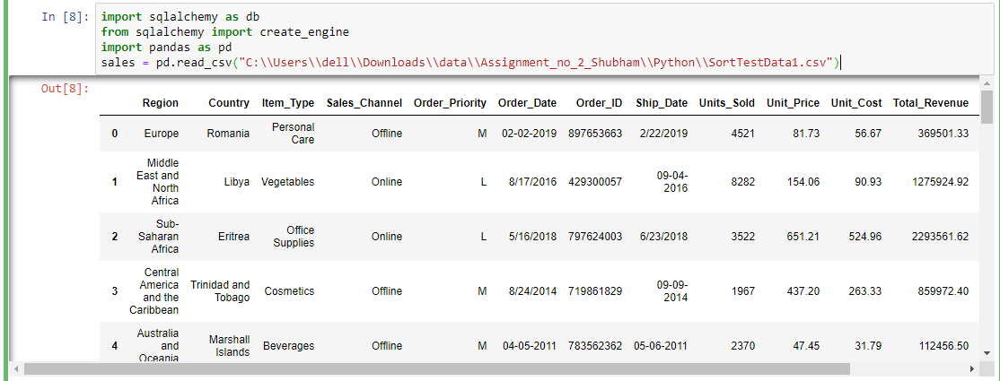 In [8]: import sqlalchemy as db
from sqlalchemy import create_engine
import pandas as pd
sales = pd.read_csv("C:\\Users\\dell\\Downloads\\data\\Assignment_no_2_Shubham\\Python\\SortTestData1.csv")
Out[8]:
Region Country Item_Type Sales_Channel Order_Priority Order_Date Order_ID Ship_Date Units_Sold Unit_Price Unit_Cost Total_Revenue
0 Europe Romania Personal Care Offline M 02-02-2019 897653663 2/22/2019 4521 81.73 56.67 369501.33
1 Middle East and North Africa Libya Vegetables Online L 8/17/2016 429300057 09-04-2016 8282 154.06 90.93 1275924.92
2 Sub-Saharan Africa Eritrea Office Supplies Online L 5/16/2018 797624003 6/23/2018 3522 651.21 524.96 2293561.62
3 Central America and the Caribbean Trinidad and Tobago Cosmetics Offline M 8/24/2014 719861829 09-09-2014 1967 437.20 263.33 859972.40
4 Australia and Oceania Marshall Islands Beverages Offline M 04-05-2011 783562362 05-06-2011 2370 47.45 31.79 112456.50